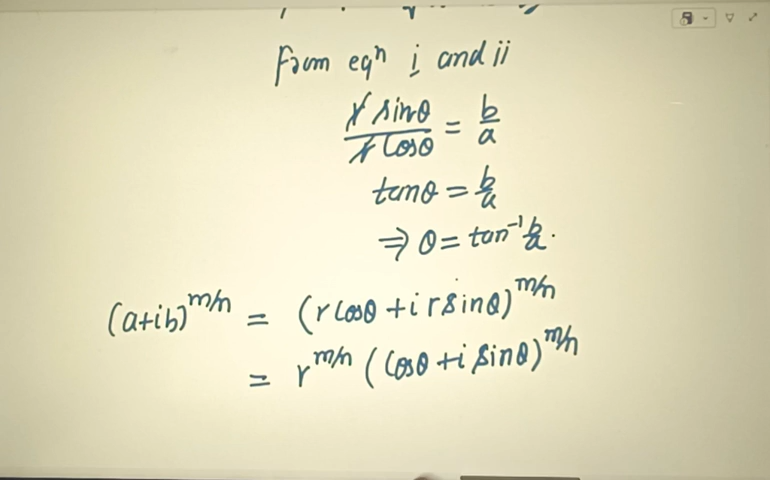 From eqⁿ i and ii
r sinθ / r cosθ = b/a
tanθ = b/a
⇒ θ = tan⁻¹ b/a.
(a+ib)^m/n = (r cosθ + i r sinθ)^m/n
= r^m/n (cosθ + i sinθ)^m/n